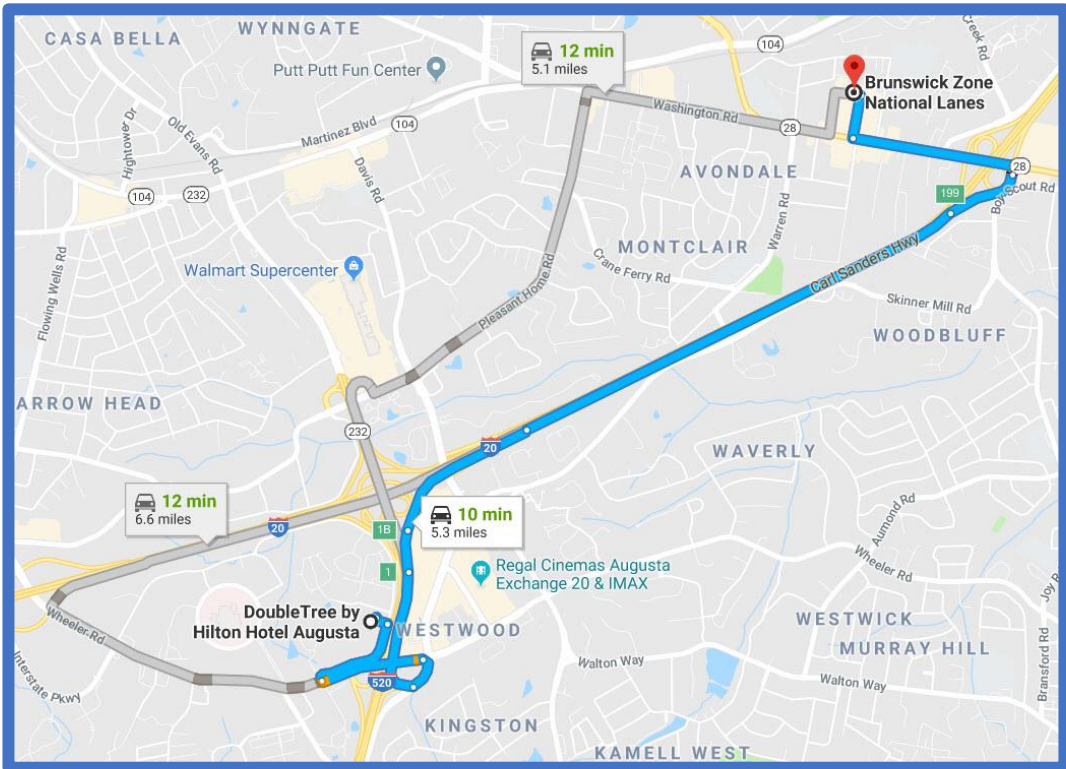 WYNNGATE
CASA BELLA
104
12 min
5.1 miles
Creek Rd
Putt Putt Fun Center
Brunswick Zone
National Lanes
Hightower Dr
Old Evans Rd
Martinez Blvd
104
Washington Rd
28
Davis Rd
AVONDALE
28
104
232
199
Boy Scout Rd
Warren Rd
MONTCLAIR
Crane Ferry Rd
Carl Sanders Hwy
Flowing Wells Rd
Walmart Supercenter
Pleasant Home Rd
Skinner Mill Rd
WOODBLUFF
ARROW HEAD
232
20
WAVERLY
12 min
6.6 miles
20
1B
10 min
5.3 miles
Aumond Rd
Wheeler Rd
1
Regal Cinemas Augusta
Exchange 20 & IMAX
Joy R
Wheeler Rd
DoubleTree by
Hilton Hotel Augusta
WESTWOOD
WESTWICK
MURRAY HILL
Interstate Pkwy
520
Walton Way
Walton Way
Bransford Rd
KINGSTON
KAMELL WEST